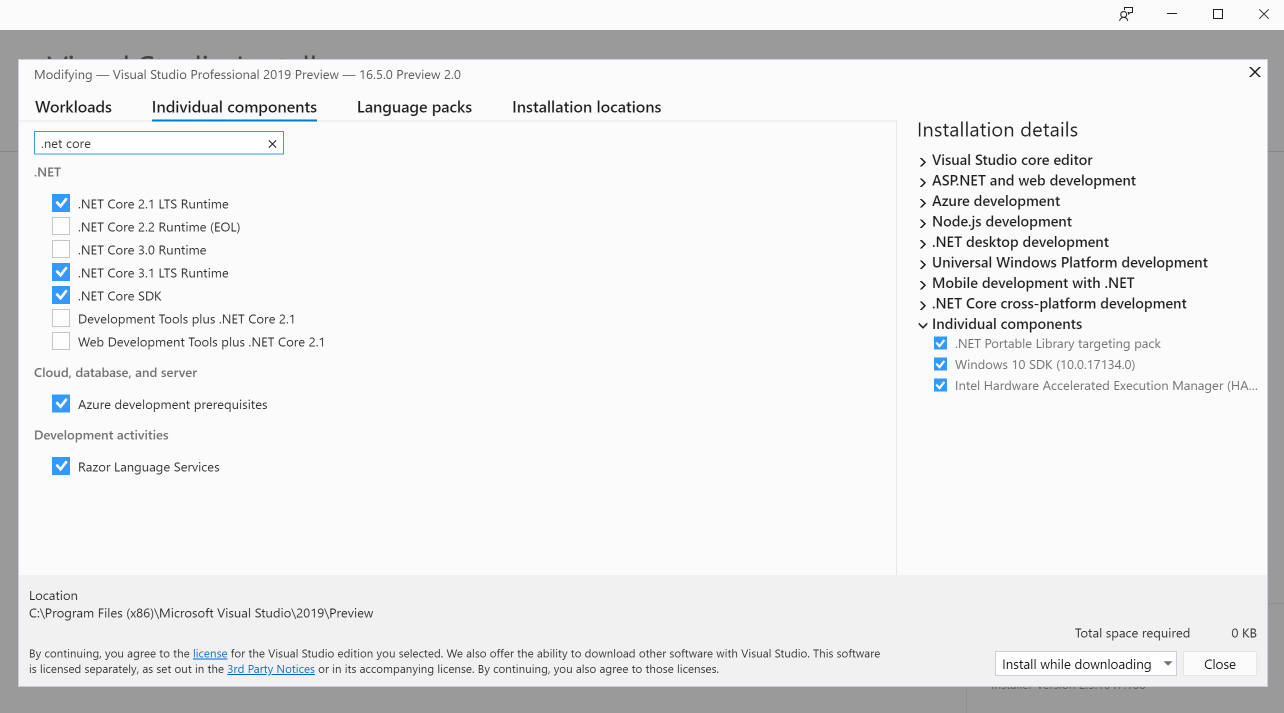 Modifying — Visual Studio Professional 2019 Preview — 16.5.0 Preview 2.0
Workloads
Individual components
Language packs
Installation locations
.net core
.NET
.NET Core 2.1 LTS Runtime
.NET Core 2.2 Runtime (EOL)
.NET Core 3.0 Runtime
.NET Core 3.1 LTS Runtime
.NET Core SDK
Development Tools plus .NET Core 2.1
Web Development Tools plus .NET Core 2.1
Cloud, database, and server
Azure development prerequisites
Development activities
Razor Language Services
Installation details
Visual Studio core editor
ASP.NET and web development
Azure development
Node.js development
.NET desktop development
Universal Windows Platform development
Mobile development with .NET
.NET Core cross-platform development
Individual components
.NET Portable Library targeting pack
Windows 10 SDK (10.0.17134.0)
Intel Hardware Accelerated Execution Manager (HA...
Location
C:\Program Files (x86)\Microsoft Visual Studio\2019\Preview
Total space required 0 KB
By continuing, you agree to the license for the Visual Studio edition you selected. We also offer the ability to download other software with Visual Studio. This software
is licensed separately, as set out in the 3rd Party Notices or in its accompanying license. By continuing, you also agree to those licenses.
Install while downloading
Close